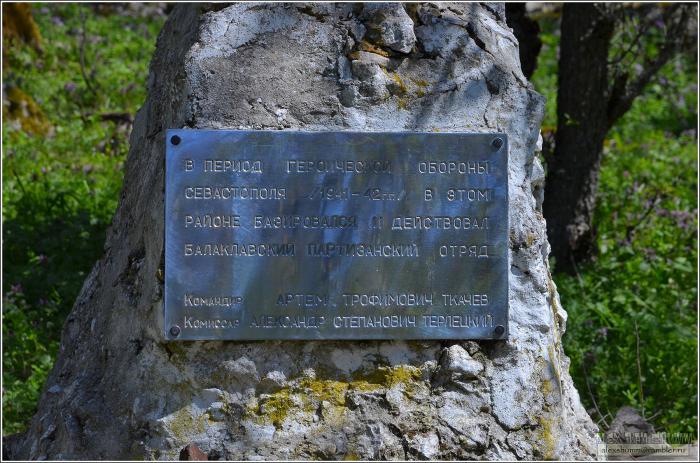 В ПЕРИОД ГЕРОИЧЕСКОЙ ОБОРОНЫ
СЕВАСТОПОЛЯ /1941-42гг/ В ЭТОМ
РАЙОНЕ БАЗИРОВАЛСЯ И ДЕЙСТВОВАЛ
БАЛАКЛАВСКИЙ ПАРТИЗАНСКИЙ ОТРЯД
Командир АРТЕМ ТРОФИМОВИЧ ТКАЧЕВ
Комиссар АЛЕКСАНДР СТЕПАНОВИЧ ТЕРЛЕЦКИЙ